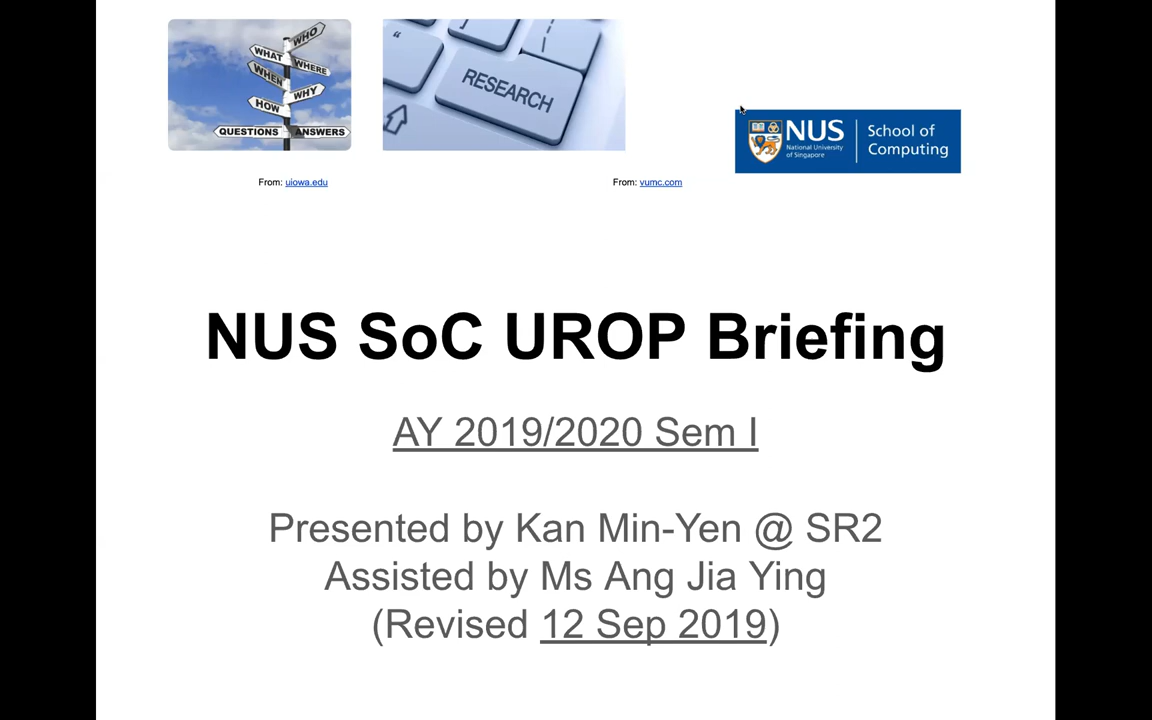 WHO
WHAT
WHERE
WHEN
WHY
HOW
QUESTIONS
ANSWERS
“
RESEARCH
NUS
National University
of Singapore
School of
Computing
From: uiowa.edu
From: vumc.com
NUS SoC UROP Briefing
AY 2019/2020 Sem I
Presented by Kan Min-Yen @ SR2
Assisted by Ms Ang Jia Ying
(Revised 12 Sep 2019)